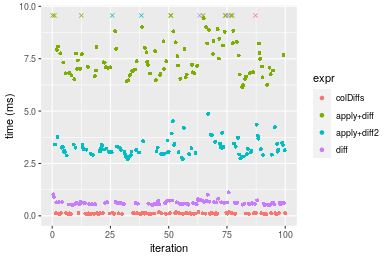 10.0
7.5
5.0
2.5
0.0
time (ms)
0
25
50
75
100
iteration
expr
colDiffs
apply+diff
apply+diff2
diff